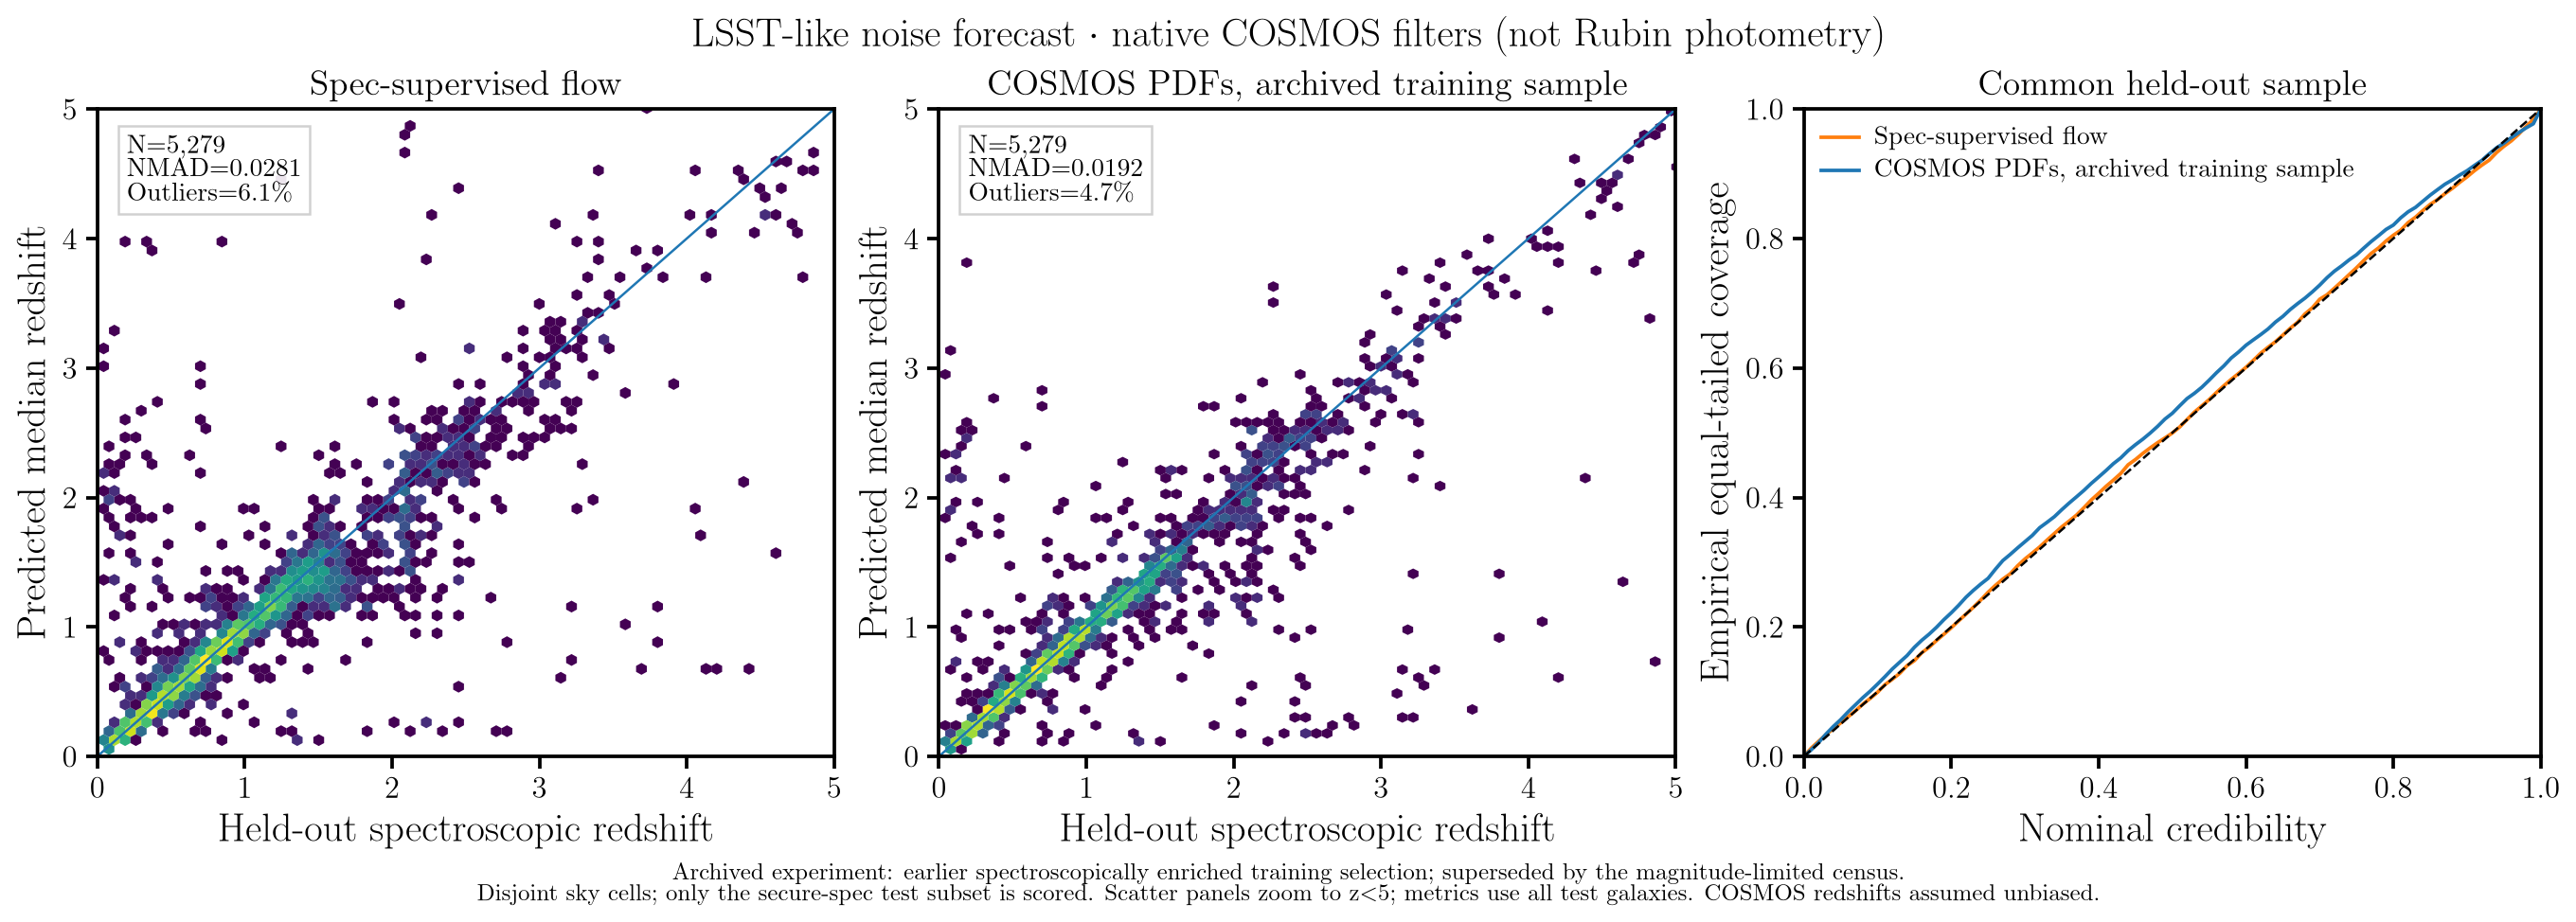 LSST-like noise forecast · native COSMOS filters (not Rubin photometry)
Spec-supervised flow
N=5,279
NMAD=0.0281
Outliers=6.1%
5
4
3
2
1
0
Predicted median redshift
0 1 2 3 4 5
Held-out spectroscopic redshift
COSMOS PDFs, archived training sample
N=5,279
NMAD=0.0192
Outliers=4.7%
5
4
3
2
1
0
Predicted median redshift
0 1 2 3 4 5
Held-out spectroscopic redshift
Common held-out sample
Spec-supervised flow
COSMOS PDFs, archived training sample
1.0
0.8
0.6
0.4
0.2
0.0
Empirical equal-tailed coverage
0.0 0.2 0.4 0.6 0.8 1.0
Nominal credibility
Archived experiment: earlier spectroscopically enriched training selection; superseded by the magnitude-limited census.
Disjoint sky cells; only the secure-spec test subset is scored. Scatter panels zoom to z<5; metrics use all test galaxies. COSMOS redshifts assumed unbiased.